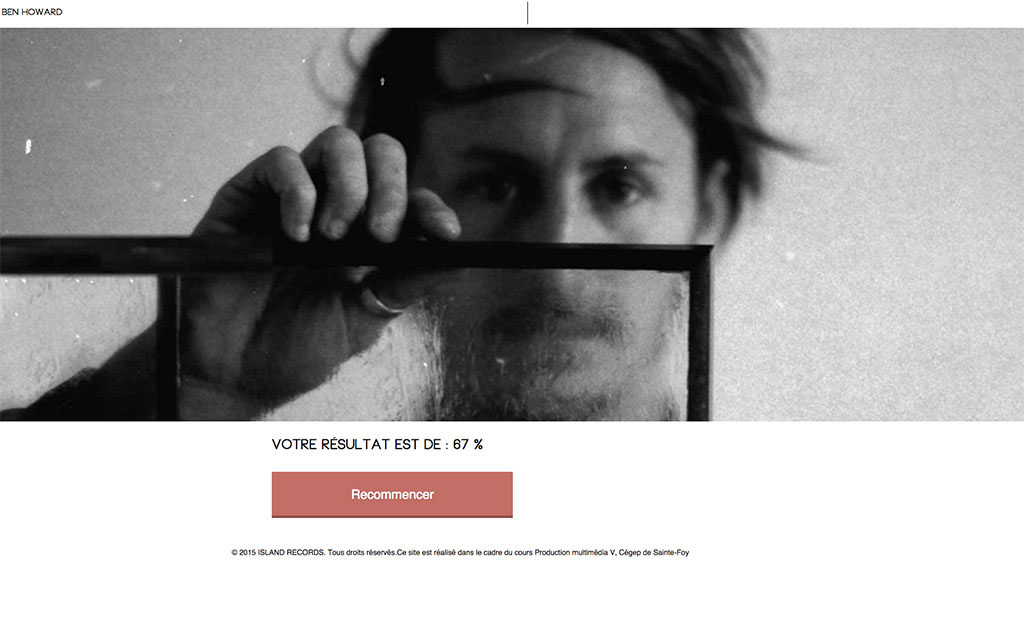 BEN HOWARD
VOTRE RÉSULTAT EST DE : 67 %
Recommencer
© 2015 ISLAND RECORDS. Tous droits réservés.Ce site est réalisé dans le cadre du cours Production multimédia V, Cégep de Sainte-Foy